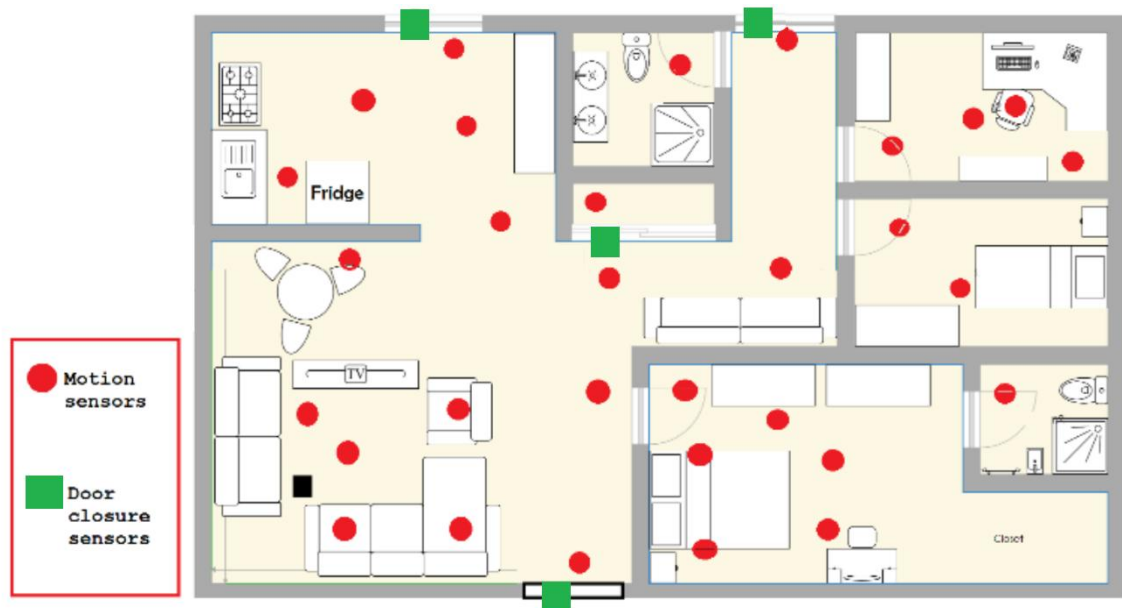 Fridge
TV
Motion
sensors
Door
closure
sensors
Closet